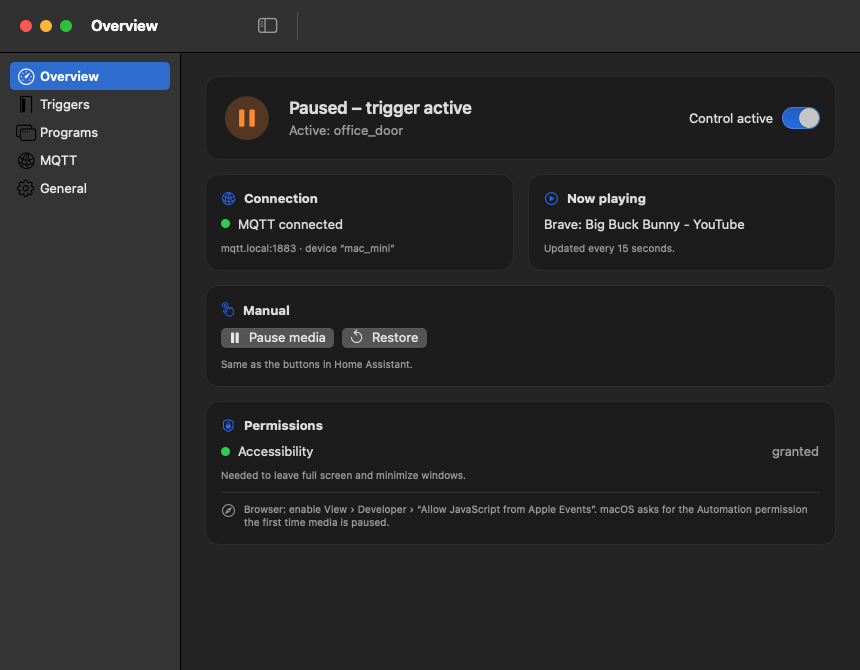 Overview
Overview
Triggers
Programs
MQTT
General
Paused – trigger active
Active: office_door
Control active
Connection
MQTT connected
mqtt.local:1883 · device “mac_mini”
Now playing
Brave: Big Buck Bunny - YouTube
Updated every 15 seconds.
Manual
Pause media
Restore
Same as the buttons in Home Assistant.
Permissions
Accessibility
granted
Needed to leave full screen and minimize windows.
Browser: enable View › Developer › “Allow JavaScript from Apple Events”. macOS asks for the Automation permission
the first time media is paused.